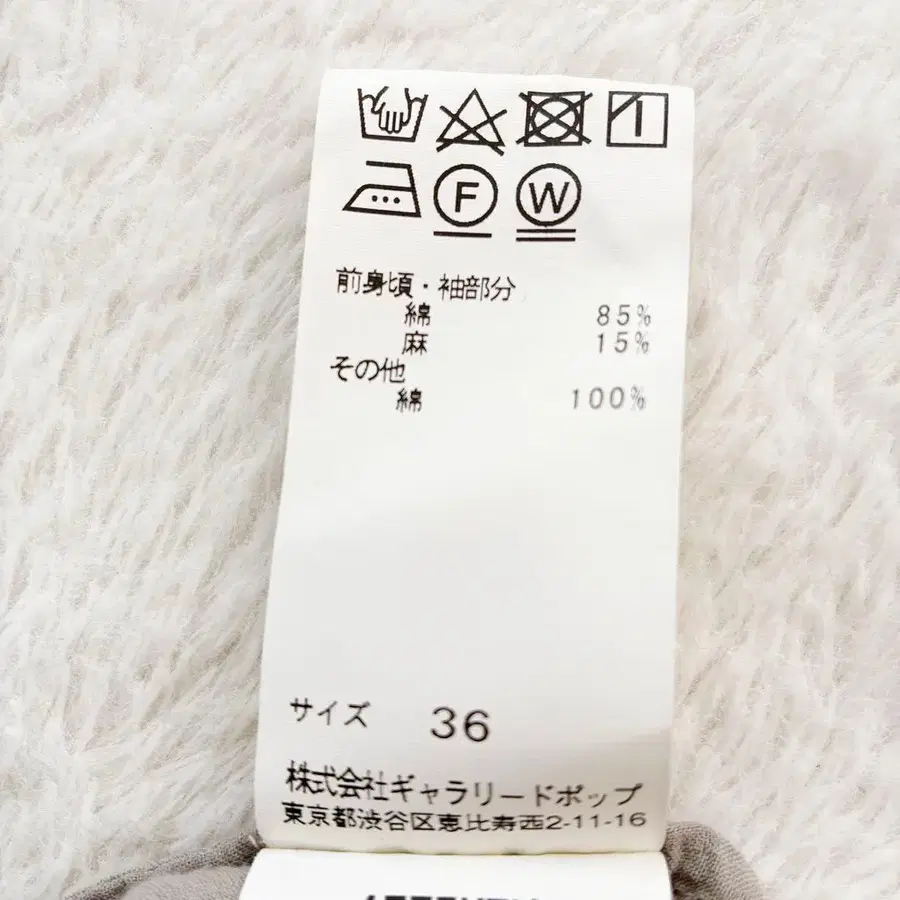 F W
前身頃・袖部分
綿 85%
麻 15%
その他
綿 100%
サイズ 36
株式会社ギャラリードポップ
東京都渋谷区恵比寿西2-11-16